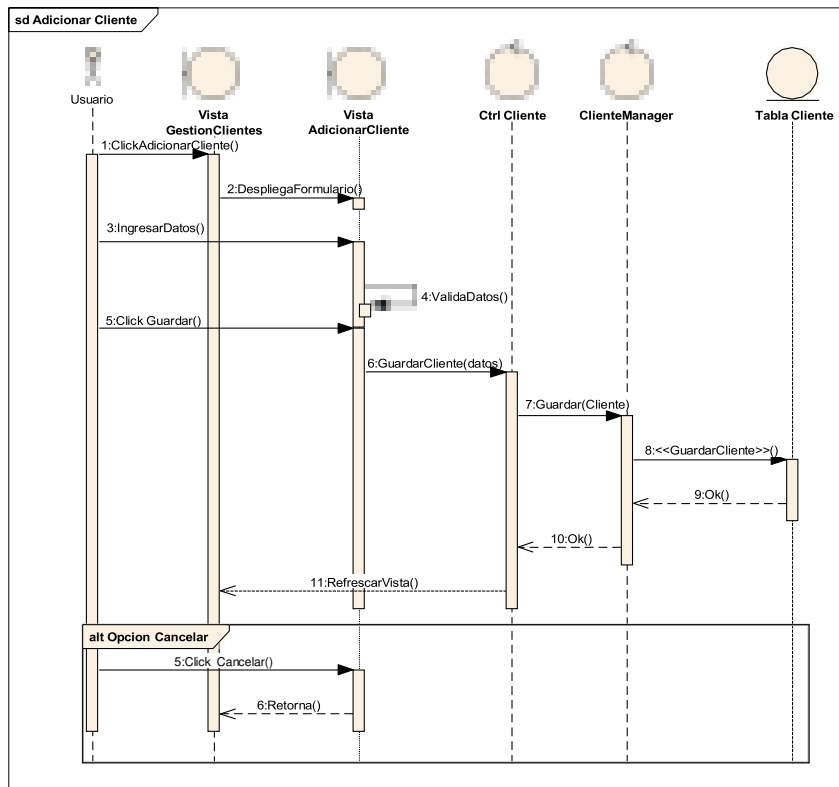 sd Adicionar Cliente
Usuario
Vista
GestionClientes
Vista
AdicionarCliente
Ctrl Cliente
ClienteManager
Tabla Cliente
1:ClickAdicionarCliente()
2:DespliegaFormulario()
3:IngresarDatos()
4:ValidaDatos()
5:Click Guardar()
6:GuardarCliente(datos)
7:Guardar(Cliente)
8:<<GuardarCliente>>()
9:Ok()
10:Ok()
11:RefrescarVista()
alt Opcion Cancelar
5:Click Cancelar()
6:Retorna()